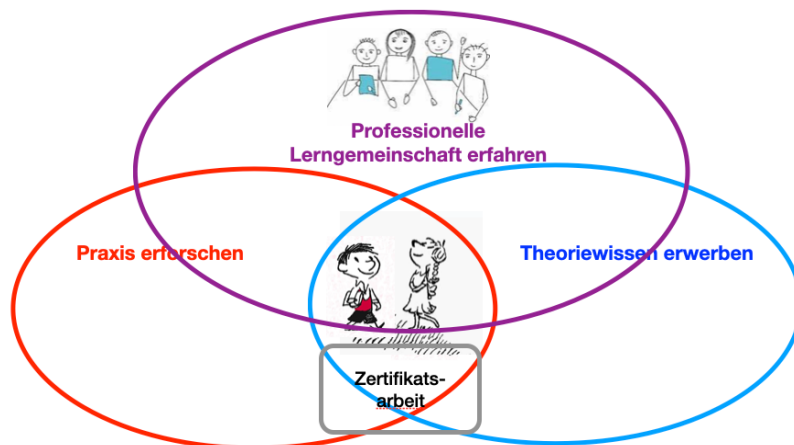 Professionelle
Lerngemeinschaft erfahren
Praxis erforschen
Theoriewissen erwerben
Zertifikats-
arbeit